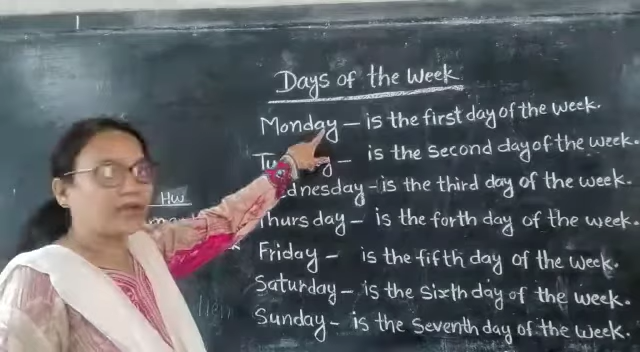 Days of the Week
Monday – is the first day of the week.
– is the second day of the week.
– is the third day of the week.
Thursday – is the forth day of the week.
Friday – is the fifth day of the week.
Saturday – is the sixth day of the week.
Sunday – is the seventh day of the week.
HW